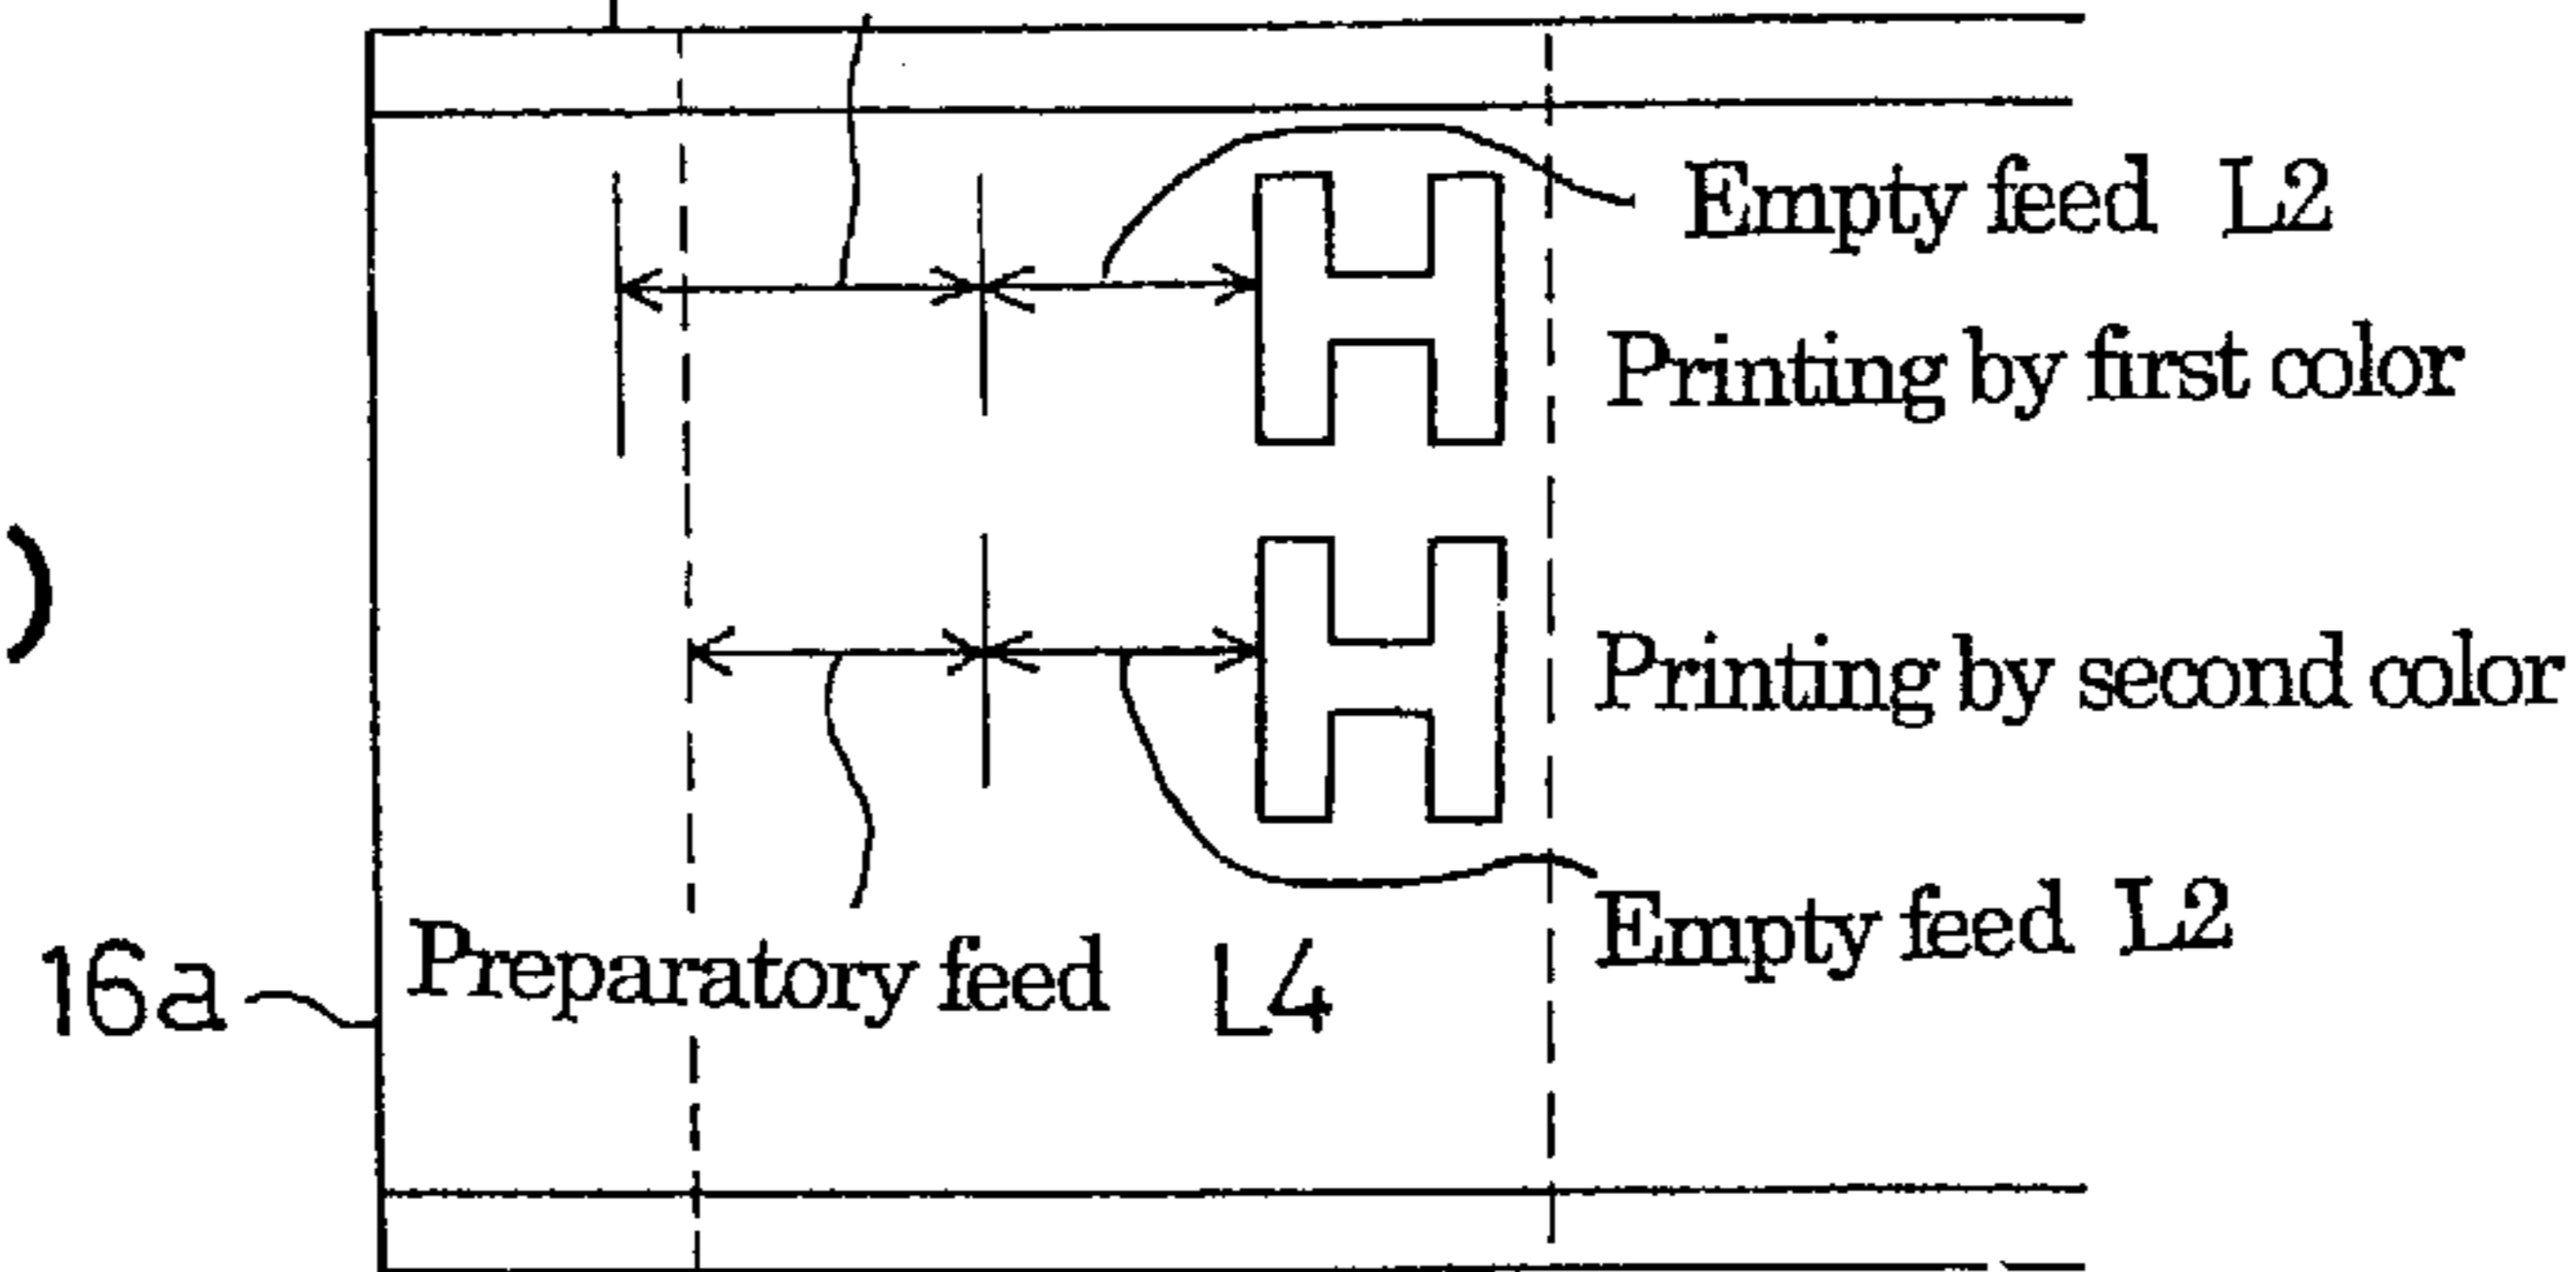 Empty feed L2
H
Printing by first color
)
H
Printing by second color
Empty feed L2
Preparatory feed L4
16a